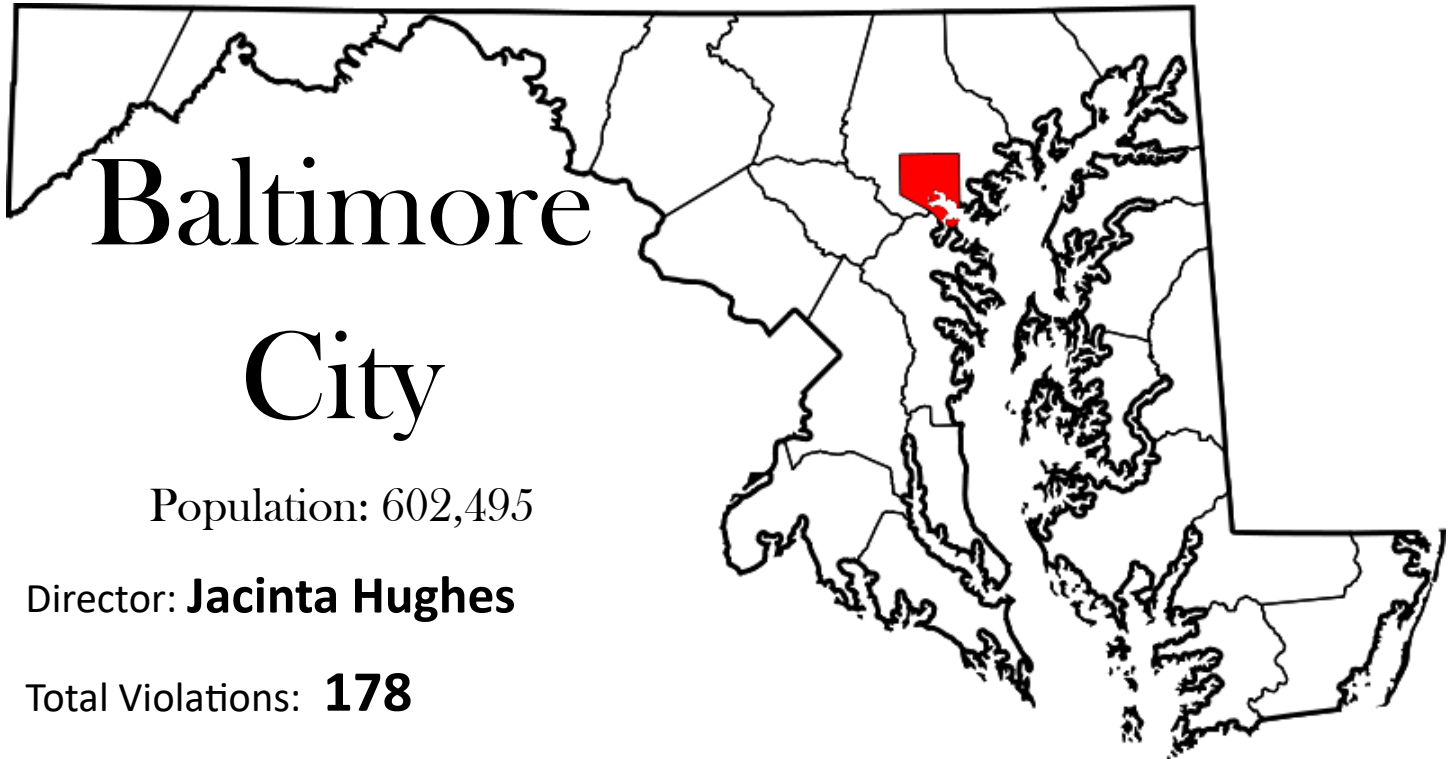 Baltimore
City
Population: 602,495
Director: Jacinta Hughes
Total Violations: 178